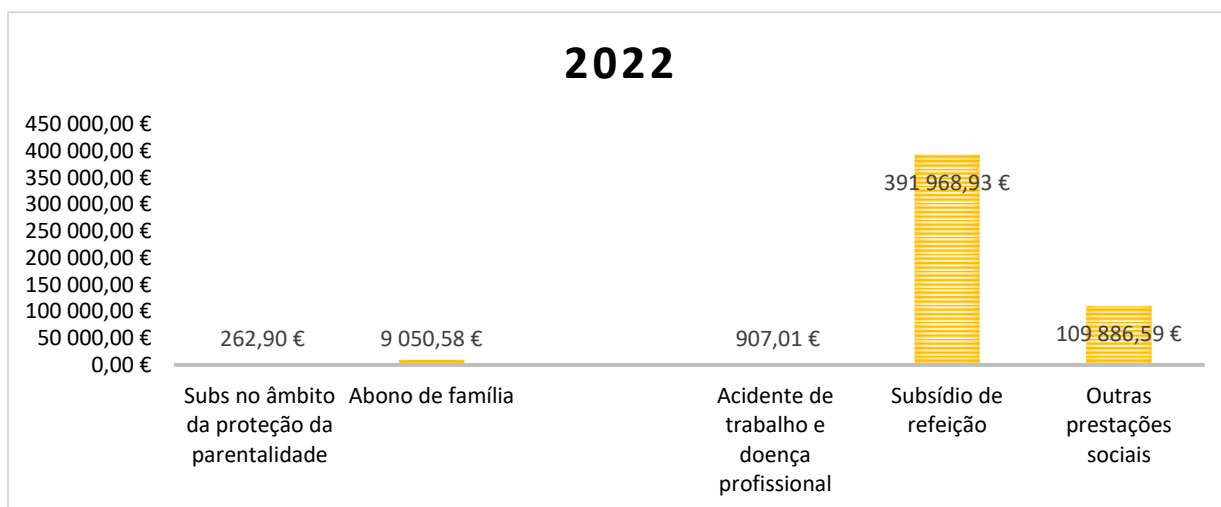 2022
450 000,00 €
400 000,00 €
350 000,00 €
300 000,00 €
250 000,00 €
200 000,00 €
150 000,00 €
100 000,00 €
50 000,00 €
0,00 €
262,90 €
9 050,58 €
907,01 €
391 968,93 €
109 886,59 €
Subs no âmbito
da proteção da
parentalidade
Abono de família
Acidente de
trabalho e
doença
profissional
Subsídio de
refeição
Outras
prestações
sociais